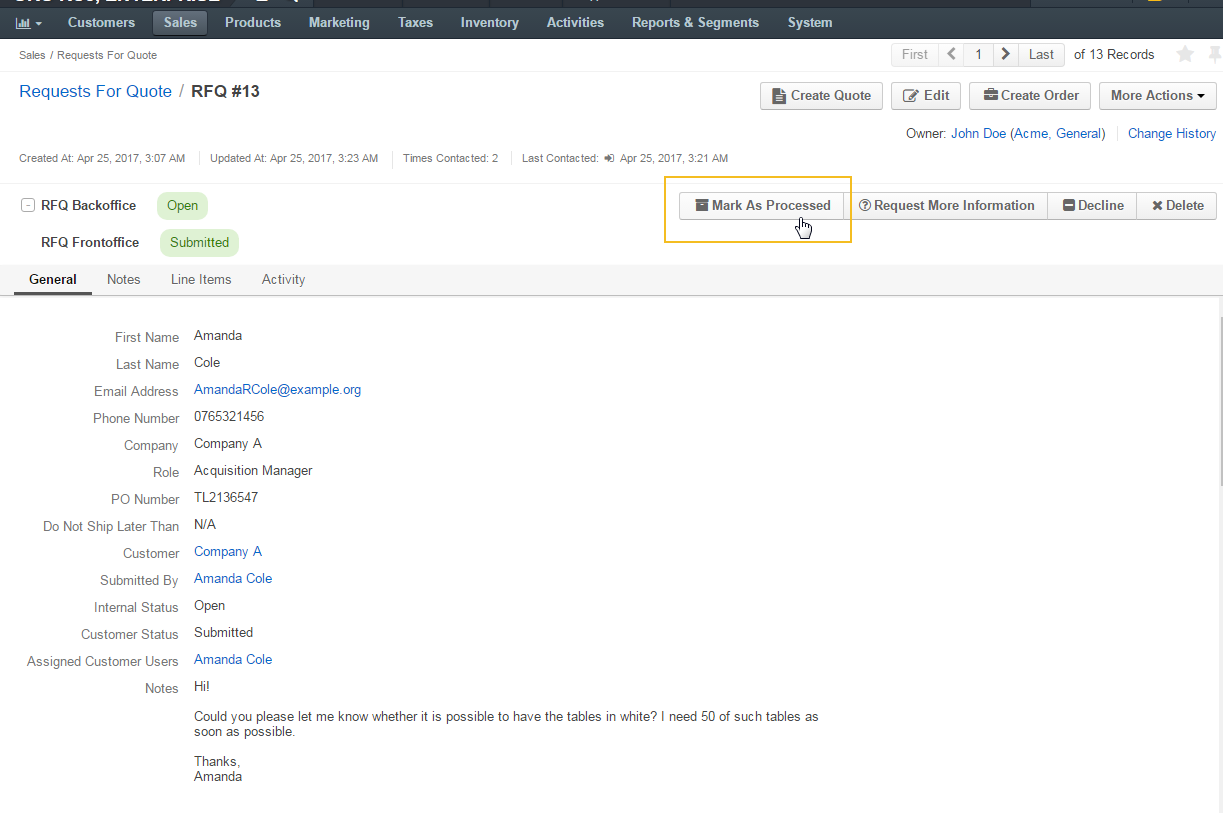 Customers Sales Products Marketing Taxes Inventory Activities Reports & Segments System
Sales / Requests For Quote First 1 Last of 13 Records
Requests For Quote / RFQ #13 Create Quote Edit Create Order More Actions
Owner: John Doe (Acme, General) Change History
Created At: Apr 25, 2017, 3:07 AM Updated At: Apr 25, 2017, 3:23 AM Times Contacted: 2 Last Contacted: Apr 25, 2017, 3:21 AM
RFQ Backoffice Open Mark As Processed Request More Information Decline Delete
RFQ Frontoffice Submitted
General Notes Line Items Activity
First Name Amanda
Last Name Cole
Email Address AmandaRCole@example.org
Phone Number 0765321456
Company Company A
Role Acquisition Manager
PO Number TL2136547
Do Not Ship Later Than N/A
Customer Company A
Submitted By Amanda Cole
Internal Status Open
Customer Status Submitted
Assigned Customer Users Amanda Cole
Notes Hi!
Could you please let me know whether it is possible to have the tables in white? I need 50 of such tables as
soon as possible.
Thanks,
Amanda